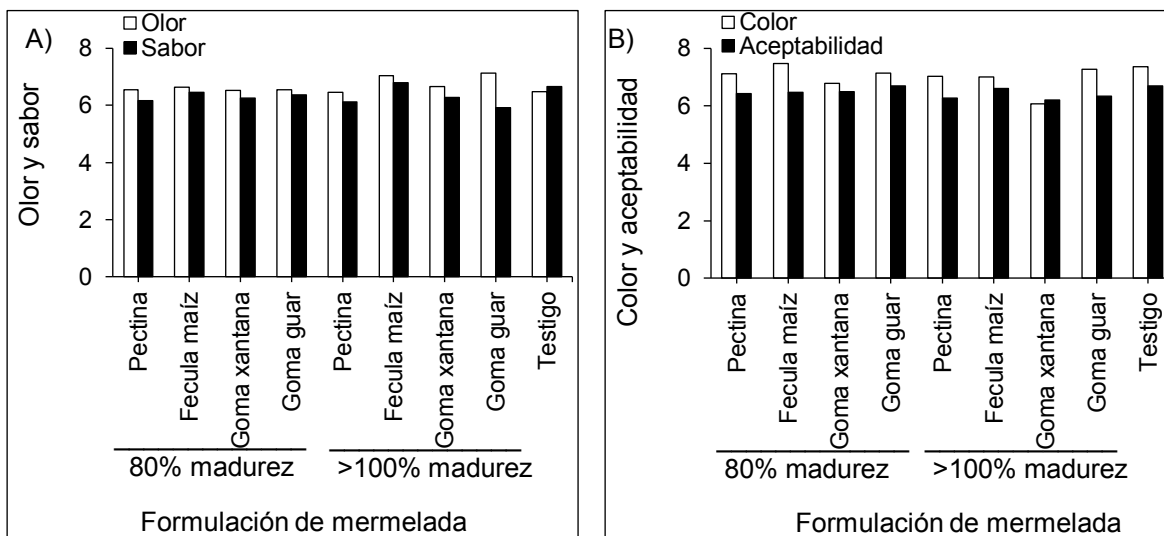 A)
Olor
Sabor
Olor y sabor
8
6
4
2
0
Pectina
Fecula maíz
Goma xantana
Goma guar
Pectina
Fecula maíz
Goma xantana
Goma guar
Testigo
80% madurez
>100% madurez
Formulación de mermelada
B)
Color
Aceptabilidad
Color y aceptabilidad
8
6
4
2
0
Pectina
Fecula maíz
Goma xantana
Goma guar
Pectina
Fecula maíz
Goma xantana
Goma guar
Testigo
80% madurez
>100% madurez
Formulación de mermelada